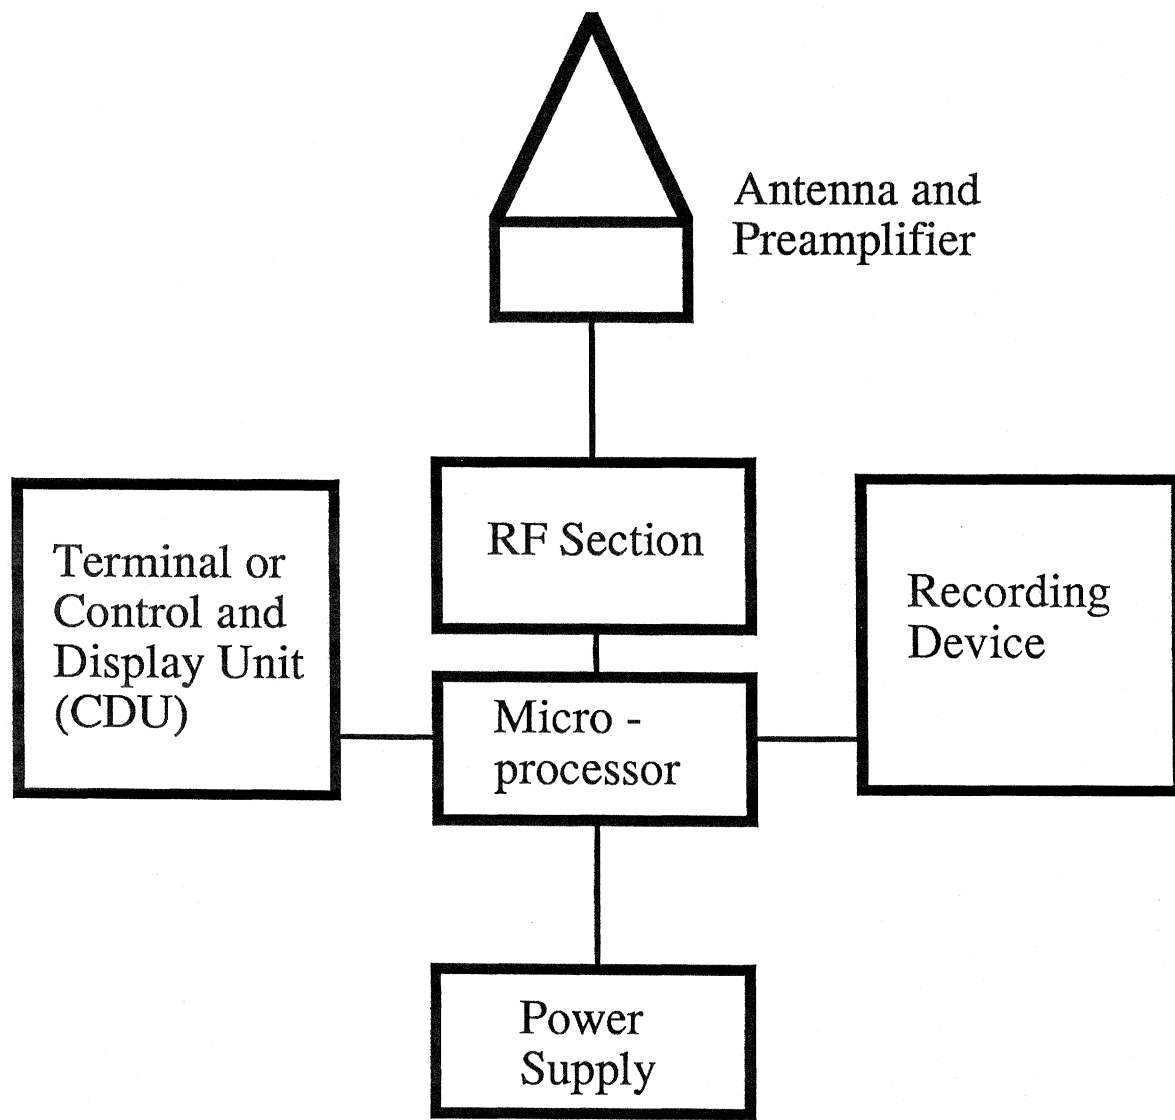 Antenna and
Preamplifier
RF Section
Terminal or
Control and
Display Unit
(CDU)
Micro -
processor
Recording
Device
Power
Supply